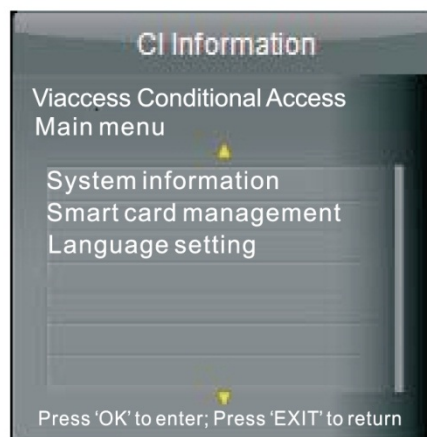 CI Information
Viaccess Conditional Access
Main menu
System information
Smart card management
Language setting
Press 'OK' to enter; Press 'EXIT' to return